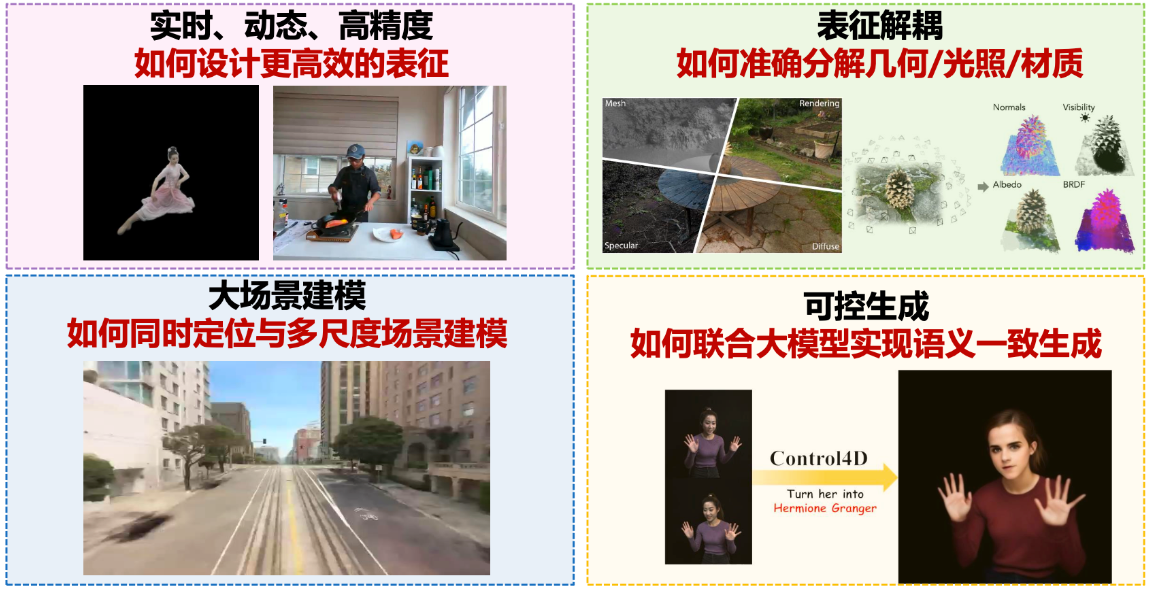 实时、动态、高精度
如何设计更高效的表征
表征解耦
如何准确分解几何/光照/材质
Mesh
Rendering
Specular
Diffuse
Normals
Visibility
Albedo
BRDF
大场景建模
如何同时定位与多尺度场景建模
可控生成
如何联合大模型实现语义一致生成
Control4D
Turn her into
Hermione Granger